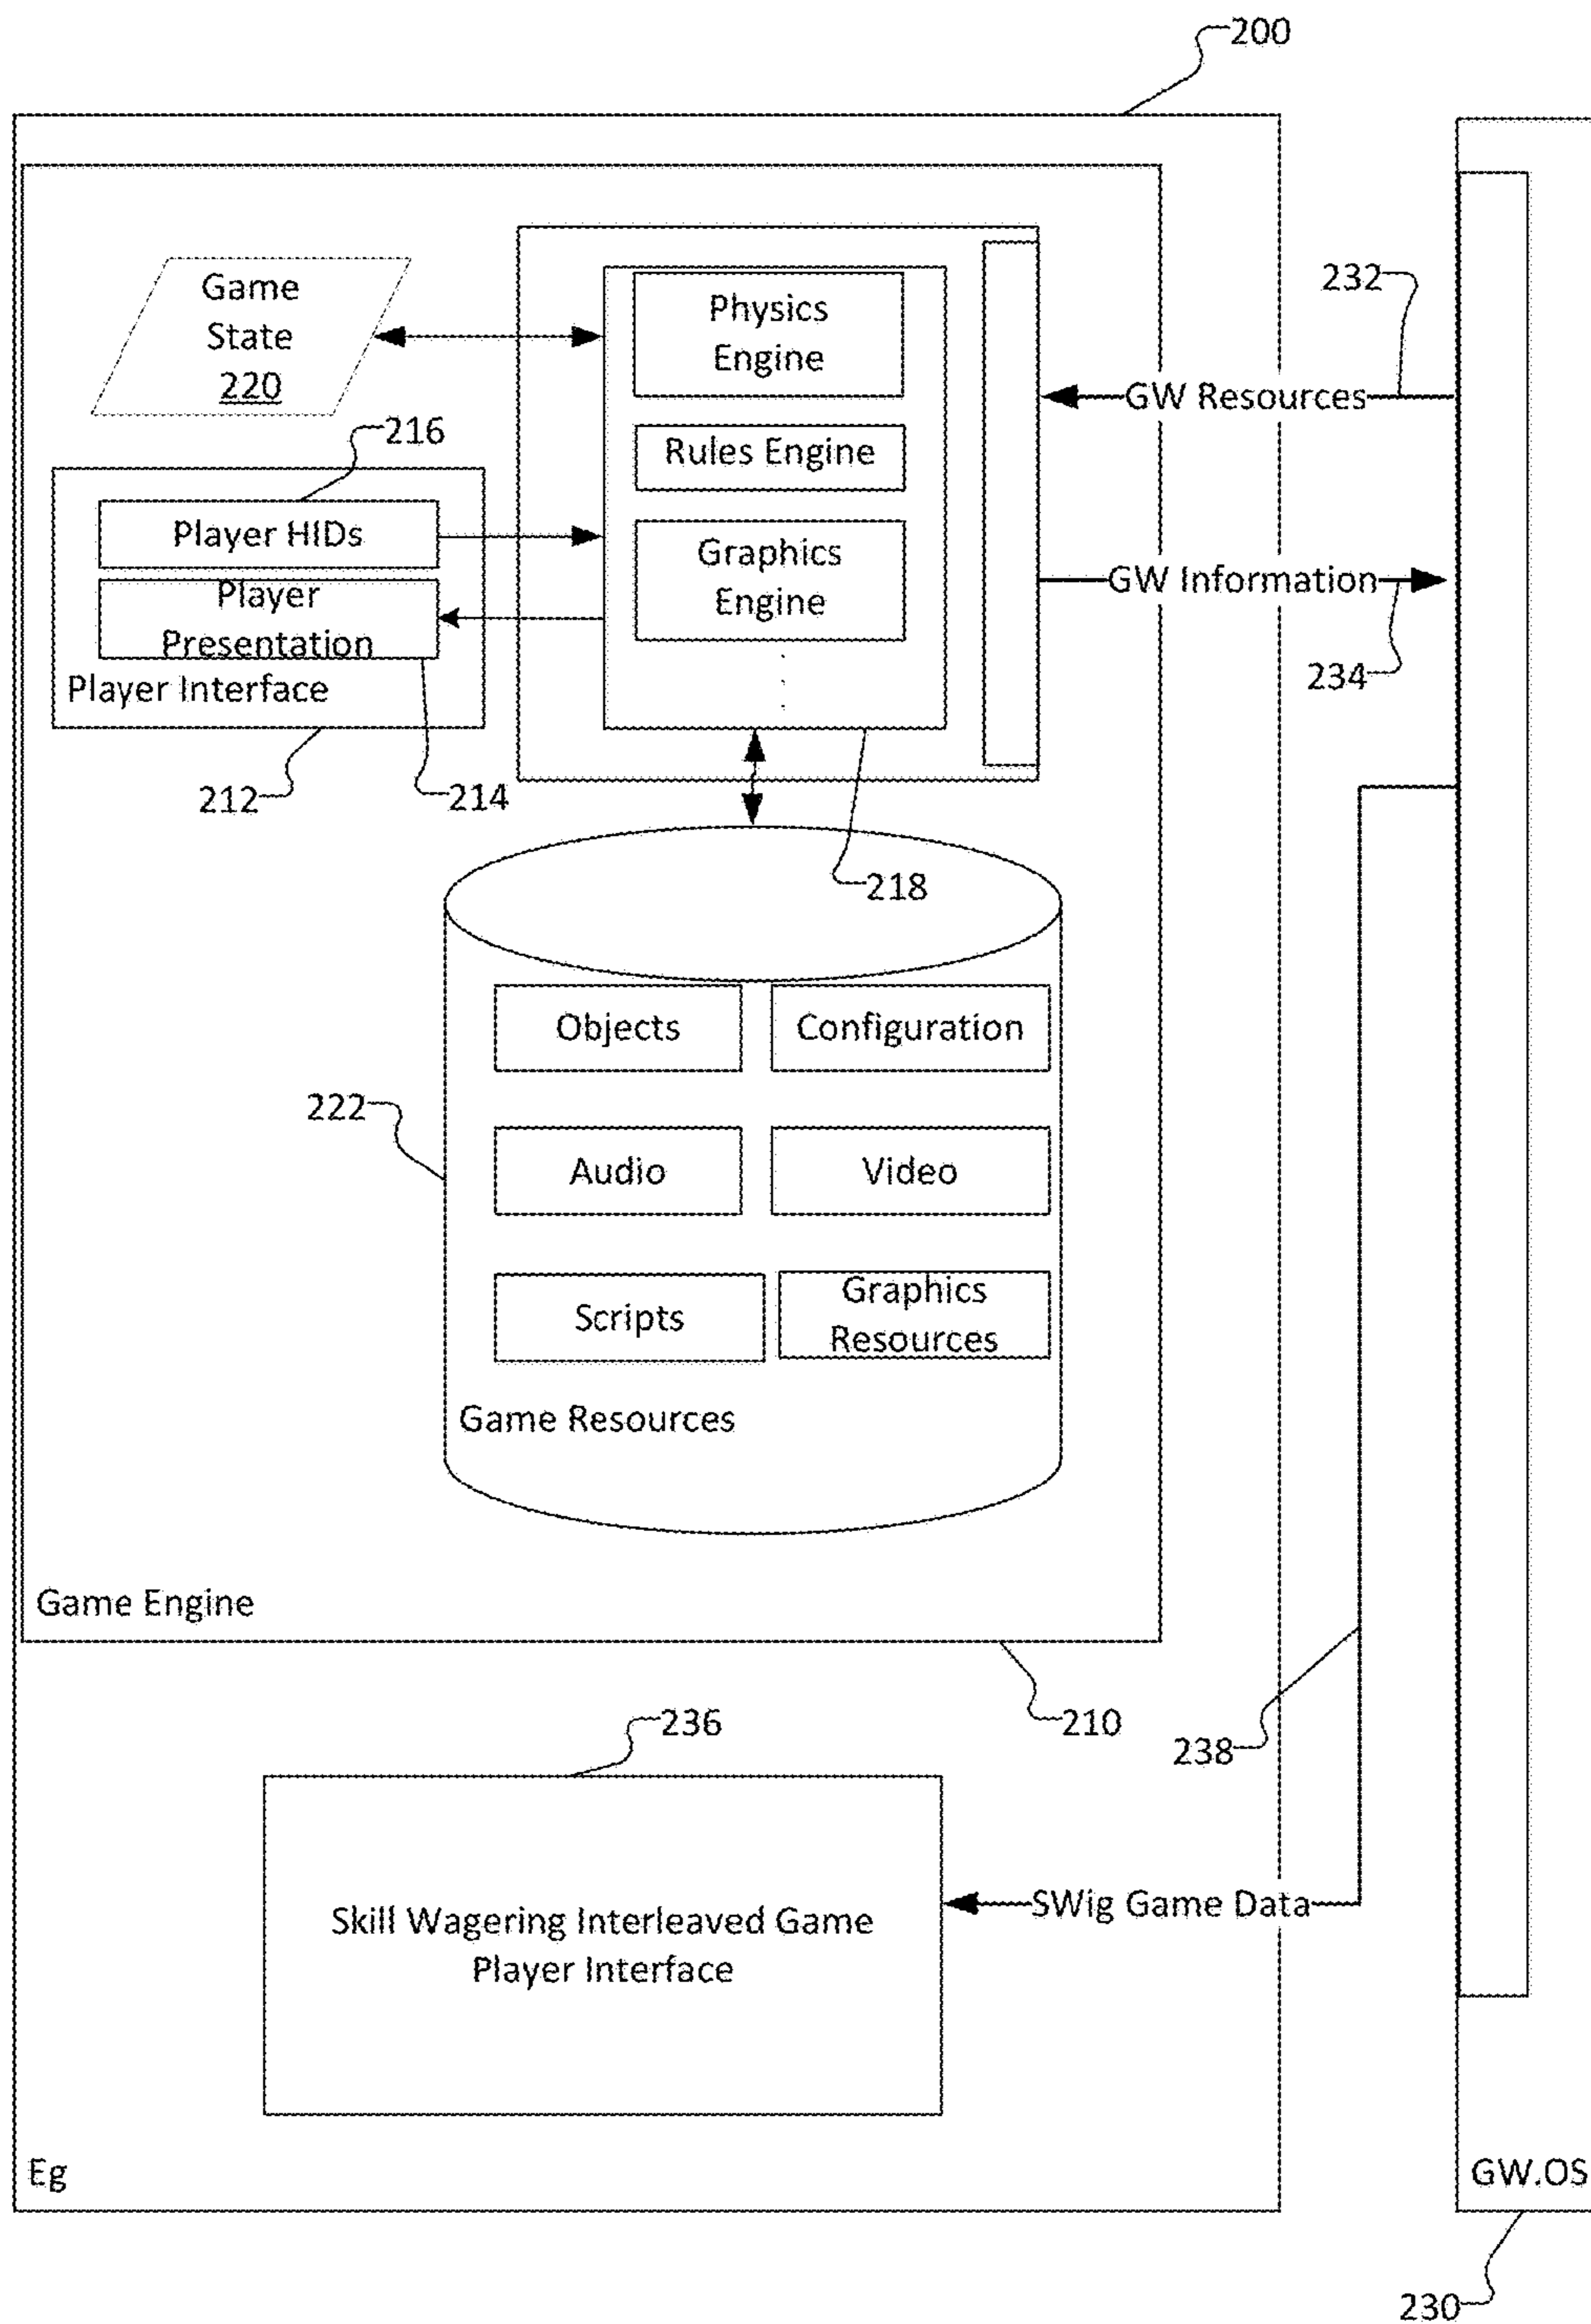 200
Game
State
220
Physics
Engine
Rules Engine
Graphics
Engine
232
GW Resources
GW Information
234
216
Player HIDs
Player
Presentation
Player Interface
212
214
218
Objects
Configuration
222
Audio
Video
Scripts
Graphics
Resources
Game Resources
Game Engine
210
238
236
Skill Wagering Interleaved Game
Player Interface
SWig Game Data
Eg
GW.OS
230